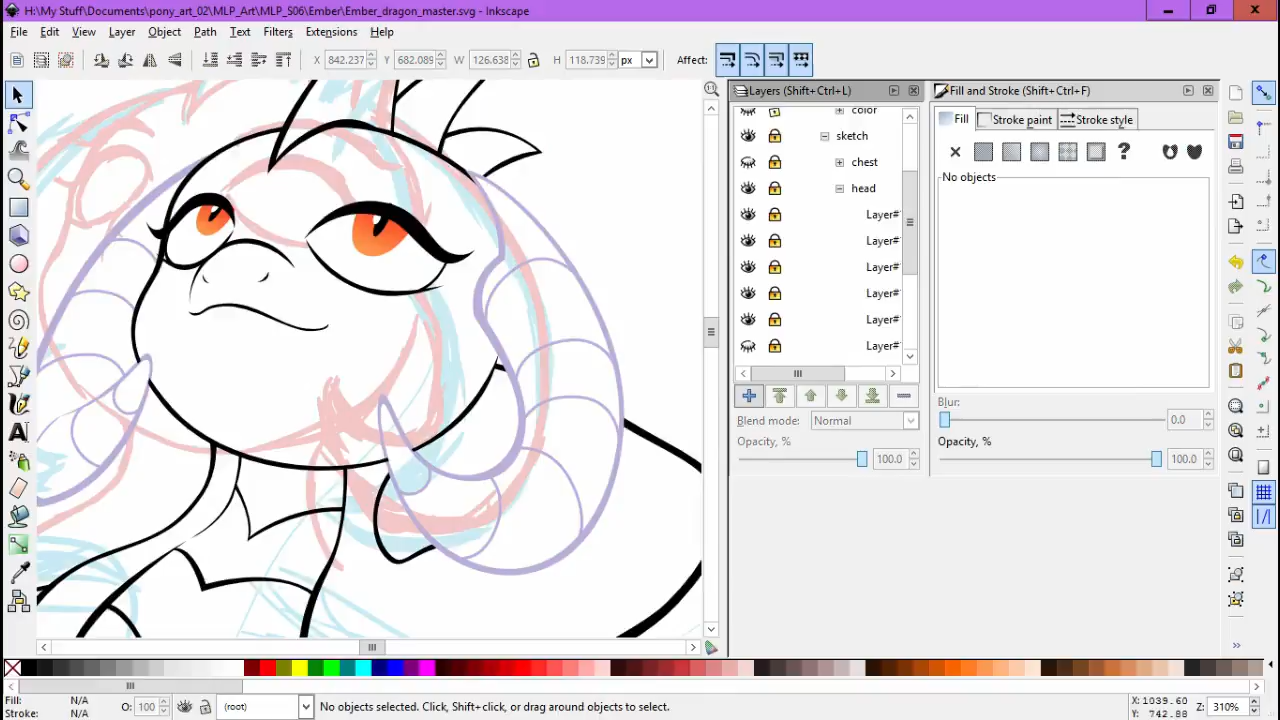 H:\My Stuff\Documents\pony_art_02\MLP_Art\MLP_S06\Ember\Ember_dragon_master.svg - Inkscape
File Edit View Layer Object Path Text Filters Extensions Help
X 842.237 Y 682.089 W 126.638 H 118.739 px Affect:
Layers (Shift+Ctrl+L)
Fill and Stroke (Shift+Ctrl+F)
color
Fill Stroke paint Stroke style
sketch
chest
No objects
head
Layer#
Layer#
Layer#
Layer#
Layer#
Layer#
Blend mode: Normal
Opacity, % 100.0
Blur: 0.0
Opacity, % 100.0
Fill: N/A
Stroke: N/A
O: 100
(root)
No objects selected. Click, Shift+click, or drag around objects to select.
X: 1039.60
Y: 742.88
Z: 310%